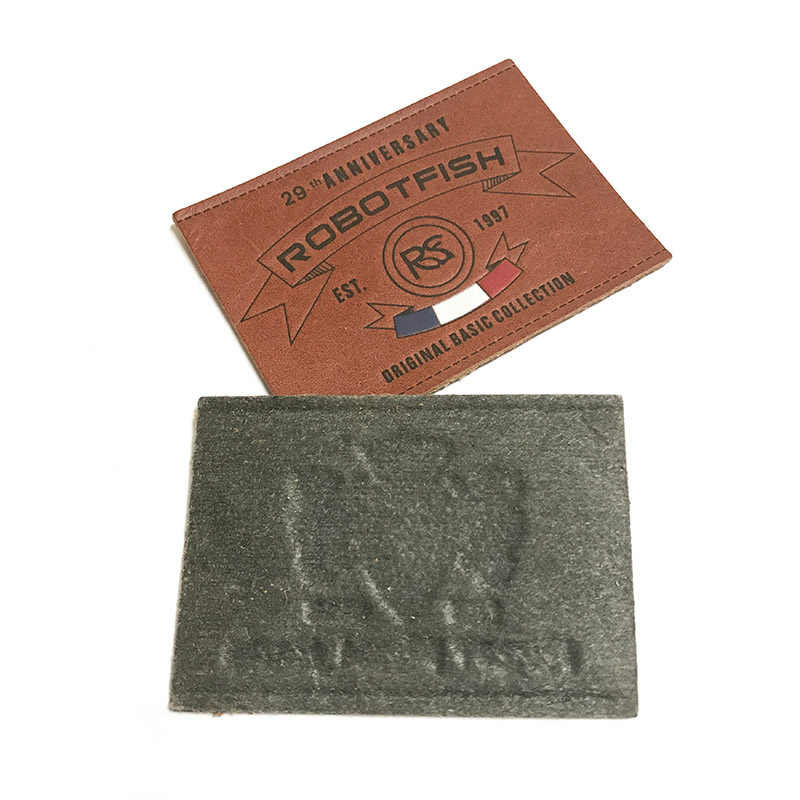 29th ANNIVERSARY
ROBOTFISH
EST. RS 1997
ORIGINAL BASIC COLLECTION